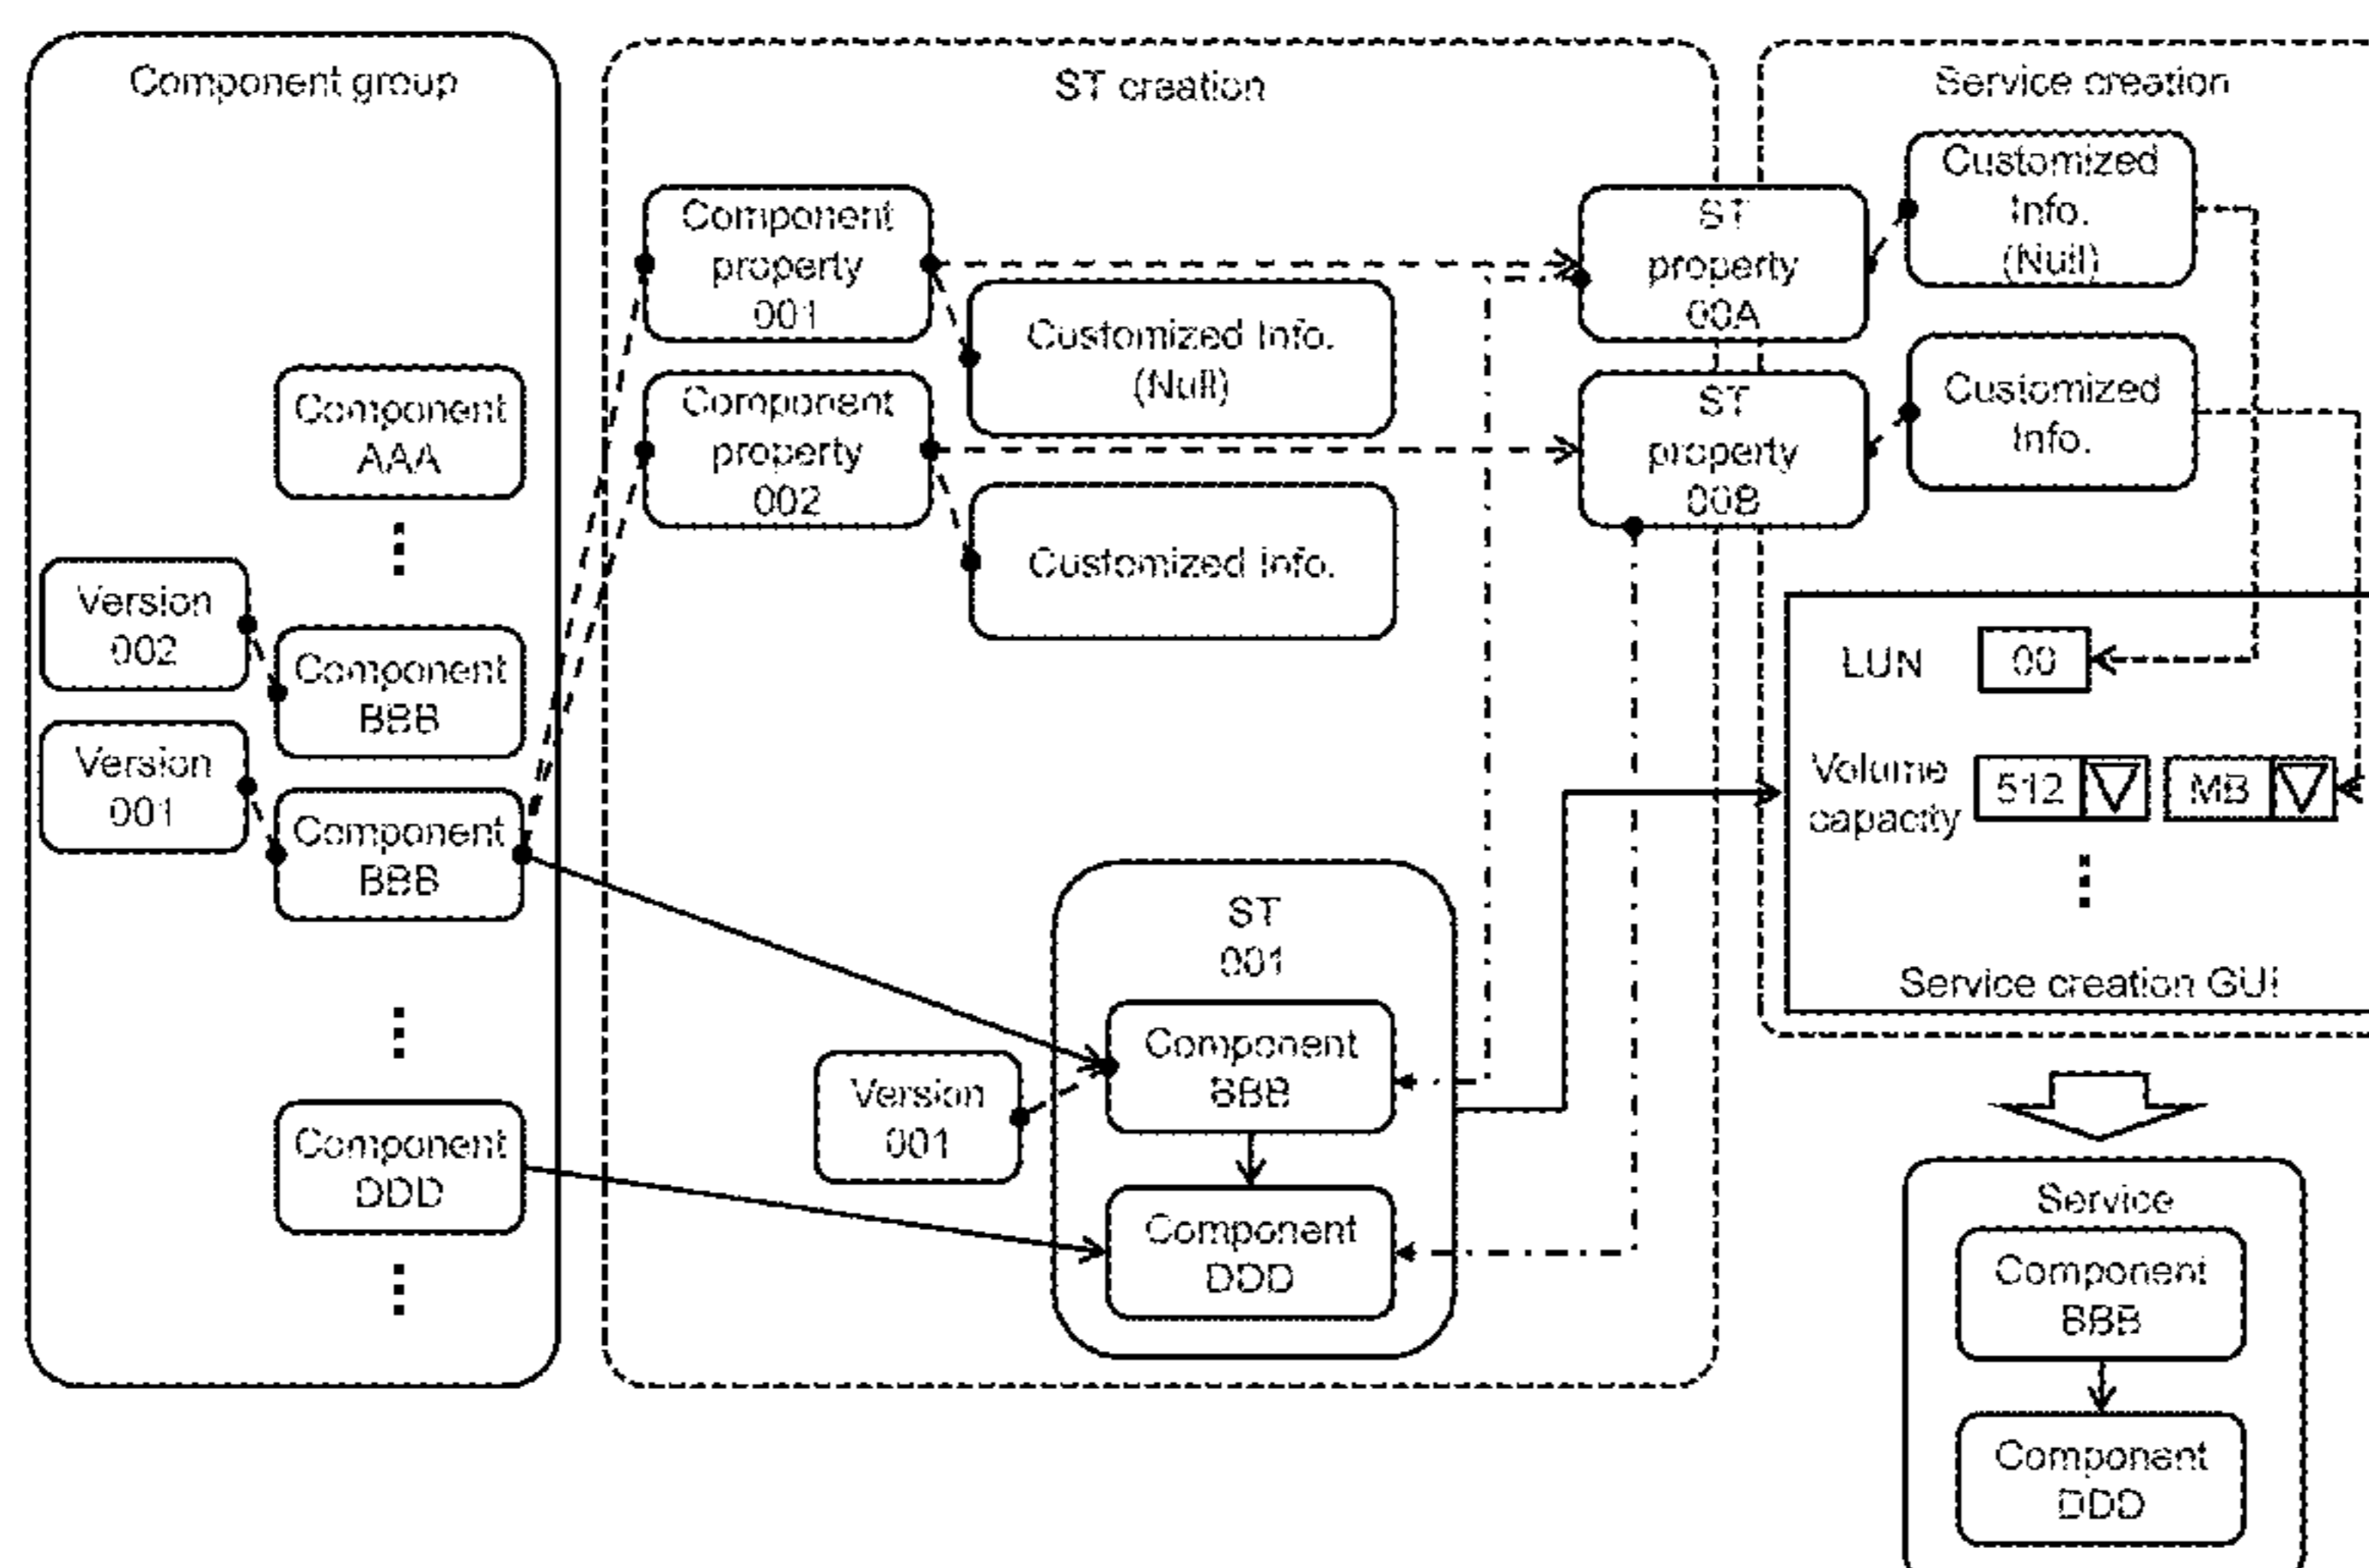 Component group
Component
AAA
Version
002
Component
BBB
Version
001
Component
BBB
Component
DDD
ST creation
Component
property
001
Customized Info.
(Null)
Component
property
002
Customized Info.
ST
property
00A
ST
property
00B
ST
001
Version
001
Component
BBB
Component
DDD
Service creation
Customized
Info.
(Null)
Customized
Info.
LUN 00
Volume
capacity
512 MB
Service creation GUI
Service
Component
BBB
Component
DDD